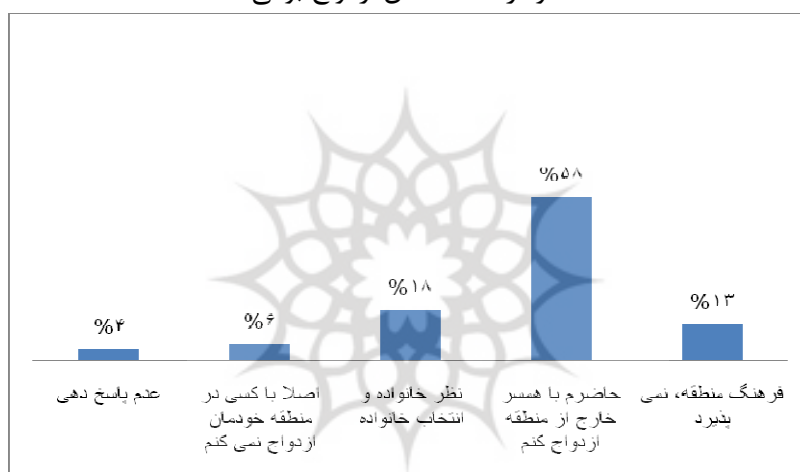 %۵۸
%۱۸
%۱۳
%۶
%۴
فرهنگ منطقه، نمی
پذیرد
حاضرم با همسر
خارج از منطقه
ازدواج کنم
نظر خانواده و
انتخاب خانواده
اصلا با کسی در
منطقه خودمان
ازدواج نمی کنم
عدم پاسخ دهی